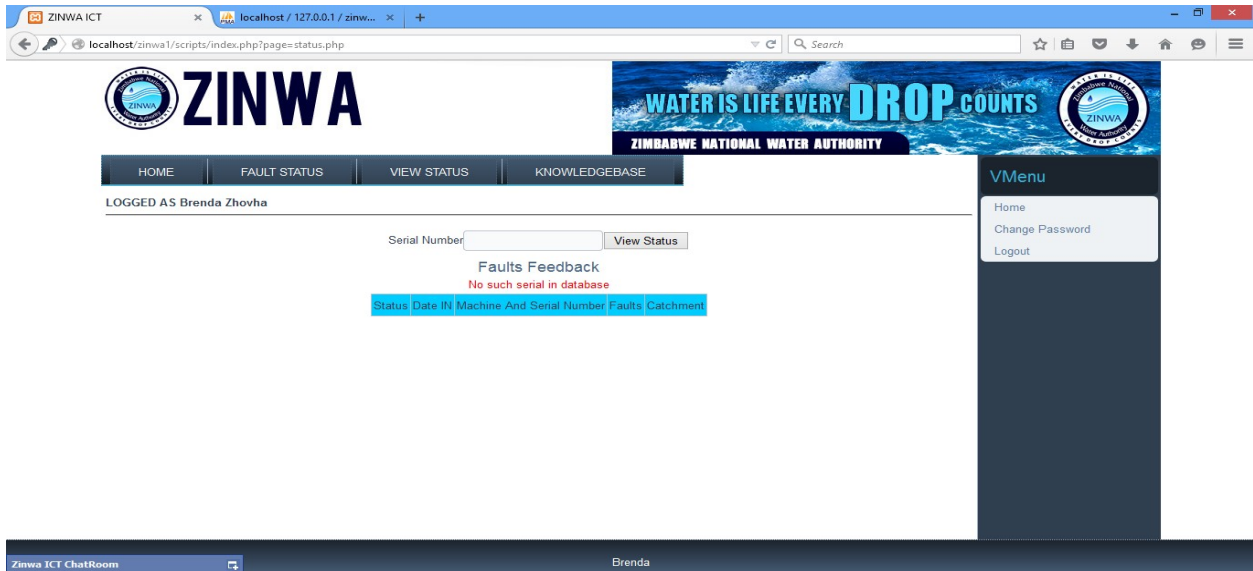 ZINWA ICT
localhost / 127.0.0.1 / zinw...
localhost/zinwa1/scripts/index.php?page=status.php
Search
ZINWA
ZINWA
WATER IS LIFE EVERY DROP COUNTS
ZIMBABWE NATIONAL WATER AUTHORITY
ZINWA
HOME FAULT STATUS VIEW STATUS KNOWLEDGEBASE
VMenu
LOGGED AS Brenda Zhovha
Home
Change Password
Logout
Serial Number View Status
Faults Feedback
No such serial in database
Status Date IN Machine And Serial Number Faults Catchment
Brenda
Zinwa ICT ChatRoom